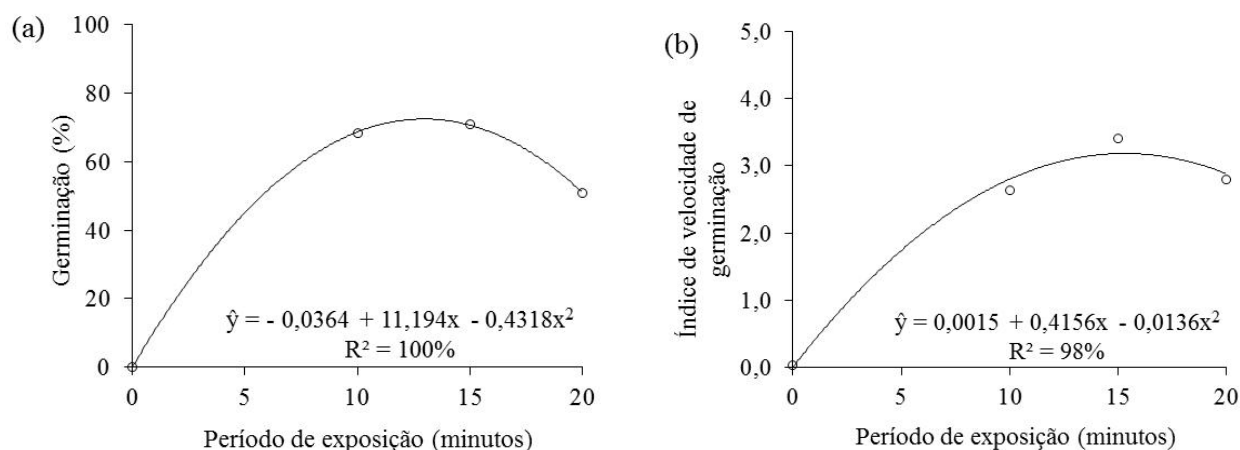 (a)
100
80
60
40
20
0
Germinação (%)
ŷ = - 0,0364 + 11,194x - 0,4318x²
R² = 100%
0 5 10 15 20
Período de exposição (minutos)
(b)
5,0
4,0
3,0
2,0
1,0
0,0
Índice de velocidade de
germinação
ŷ = 0,0015 + 0,4156x - 0,0136x²
R² = 98%
0 5 10 15 20
Período de exposição (minutos)